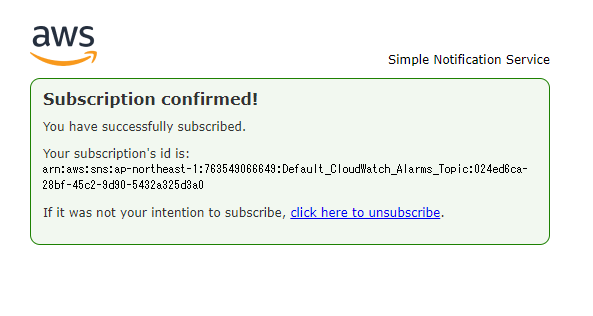 aws
Simple Notification Service
Subscription confirmed!
You have successfully subscribed.
Your subscription's id is:
arn:aws:sns:ap-northeast-1:763549066649:Default_CloudWatch_Alarms_Topic:024ed6ca-
28bf-45c2-9d90-5432a325d3a0
If it was not your intention to subscribe, click here to unsubscribe.